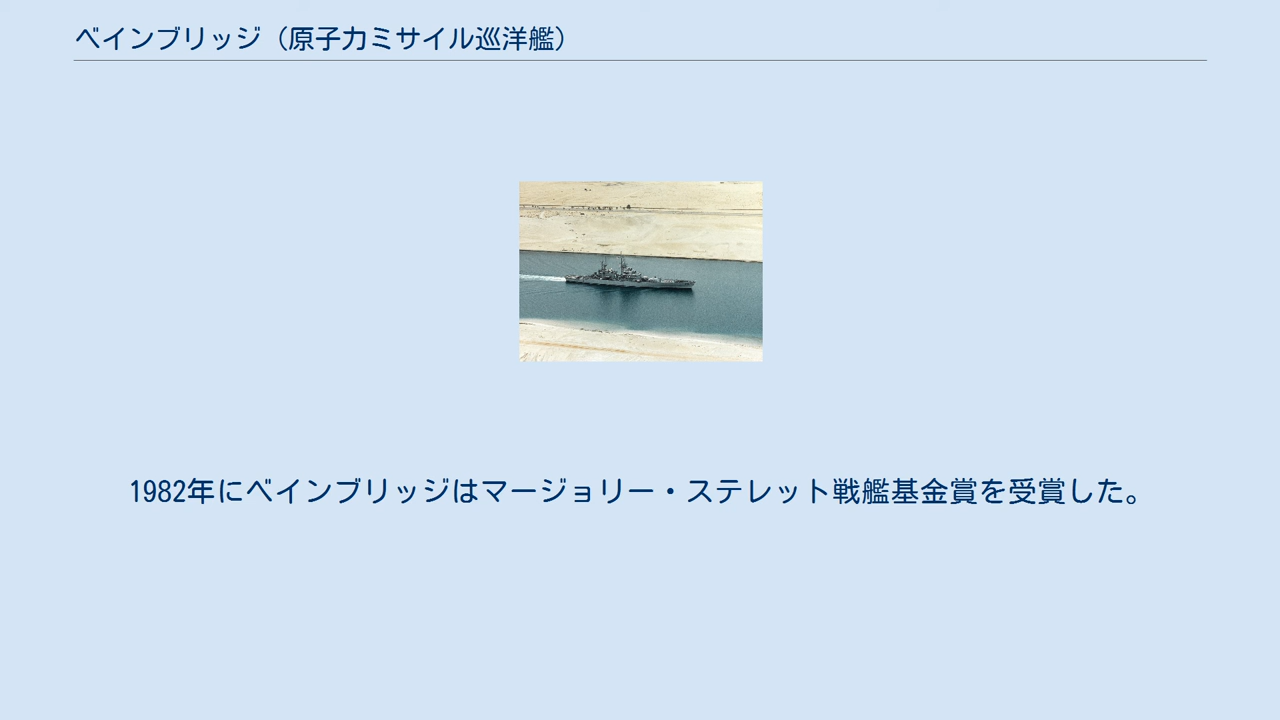 ベインブリッジ（原子力ミサイル巡洋艦）
1982年にベインブリッジはマージョリー・ステレット戦艦基金賞を受賞した。